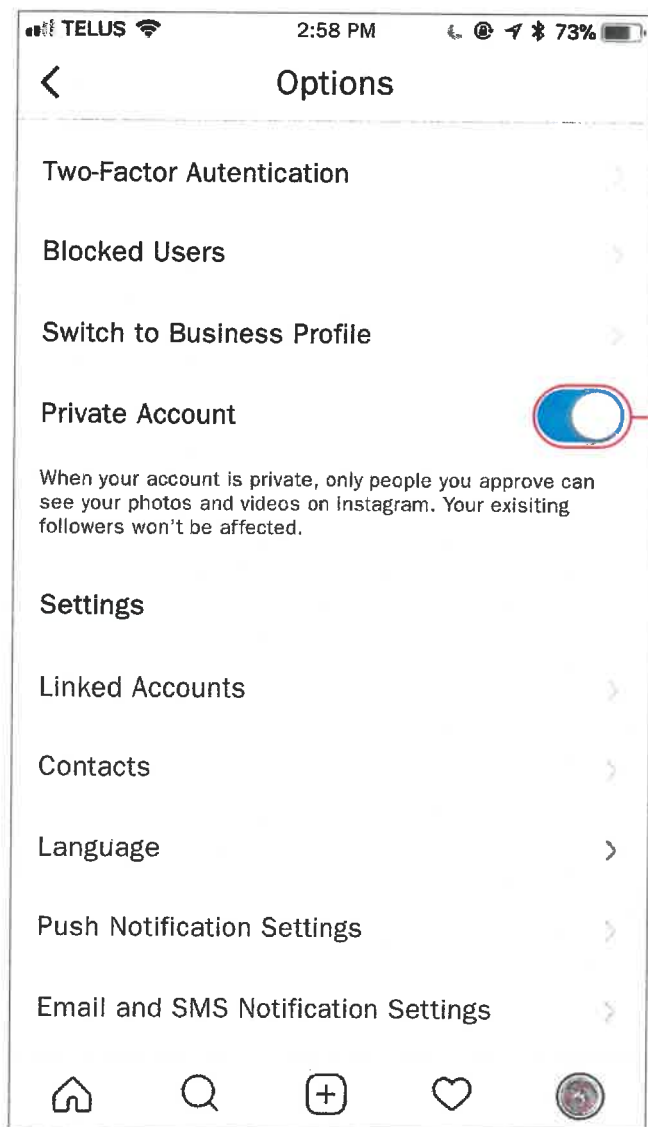 TELUS 2:58 PM 73%
Options
Two-Factor Autentication
Blocked Users
Switch to Business Profile
Private Account
When your account is private, only people you approve can
see your photos and videos on Instagram. Your exisiting
followers won't be affected.
Settings
Linked Accounts
Contacts
Language
Push Notification Settings
Email and SMS Notification Settings